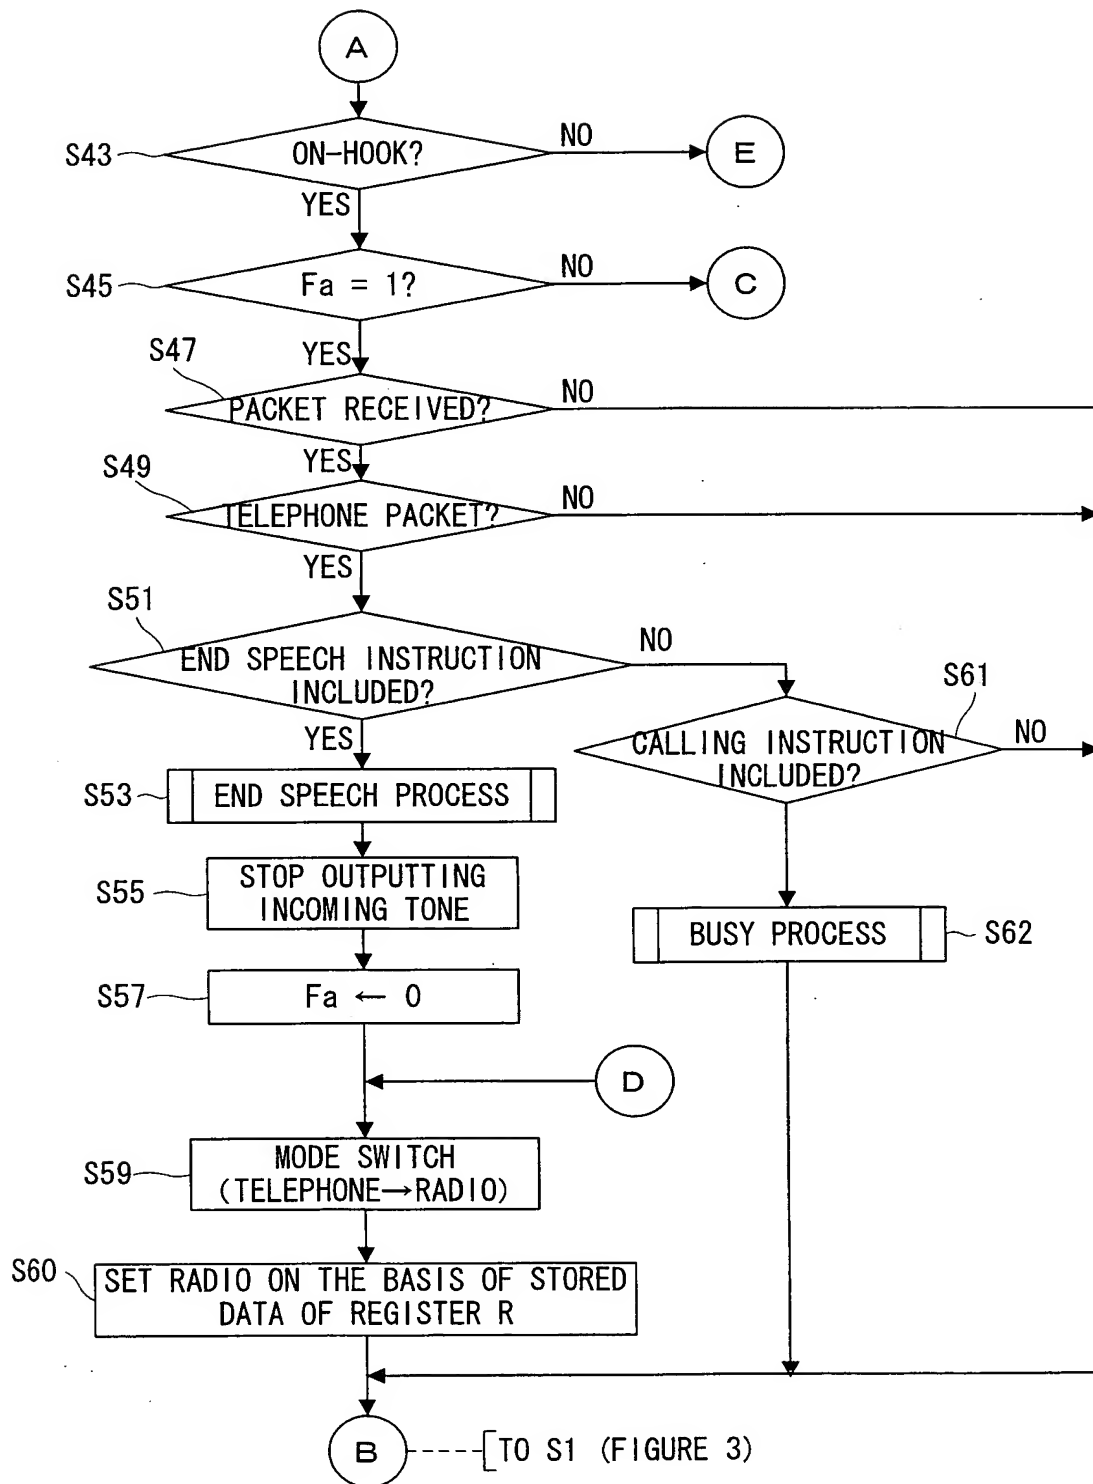 A
S43
ON-HOOK?
NO
E
YES
S45
Fa = 1?
NO
C
YES
S47
PACKET RECEIVED?
NO
YES
S49
TELEPHONE PACKET?
NO
YES
S51
END SPEECH INSTRUCTION
INCLUDED?
NO
YES
S61
CALLING INSTRUCTION
INCLUDED?
NO
S53
END SPEECH PROCESS
S55
STOP OUTPUTTING
INCOMING TONE
BUSY PROCESS
S62
S57
Fa ← 0
D
S59
MODE SWITCH
(TELEPHONE→RADIO)
S60
SET RADIO ON THE BASIS OF STORED
DATA OF REGISTER R
B
TO S1 (FIGURE 3)